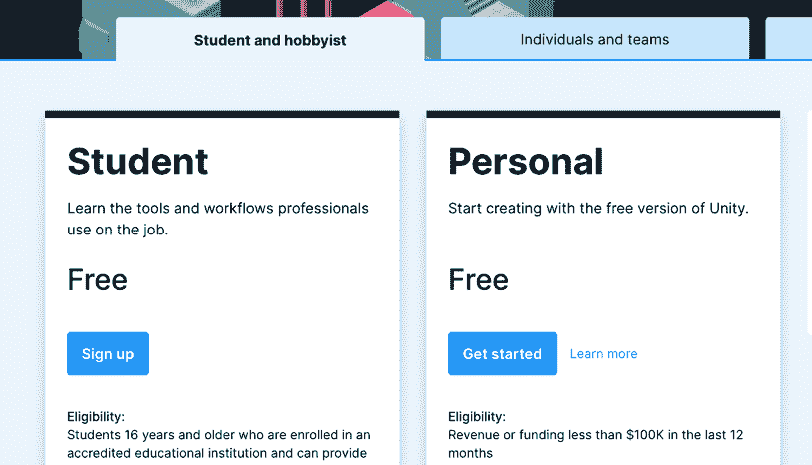 Student and hobbyist
Individuals and teams
Student
Learn the tools and workflows professionals
use on the job.
Free
Sign up
Eligibility:
Students 16 years and older who are enrolled in an
accredited educational institution and can provide
Personal
Start creating with the free version of Unity.
Free
Get started
Learn more
Eligibility:
Revenue or funding less than $100K in the last 12
months